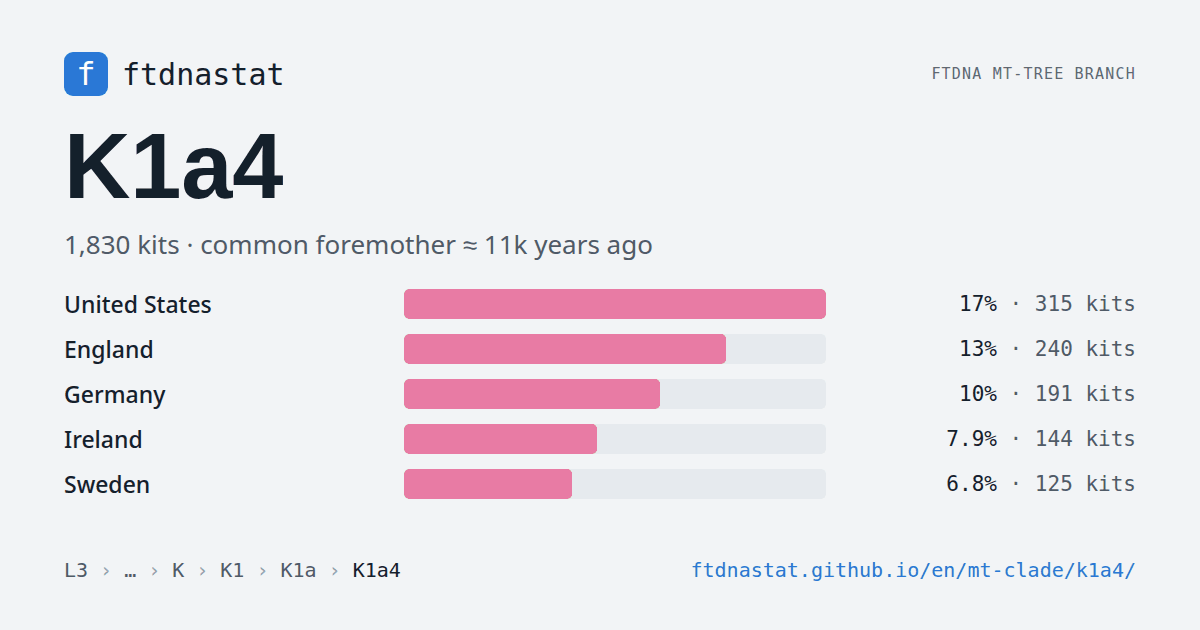 f ftdnastat
FTDNA MT-TREE BRANCH
K1a4
1,830 kits · common foremother ≈ 11k years ago
United States 17% · 315 kits
England 13% · 240 kits
Germany 10% · 191 kits
Ireland 7.9% · 144 kits
Sweden 6.8% · 125 kits
L3 › … › K › K1 › K1a › K1a4
ftdnastat.github.io/en/mt-clade/k1a4/